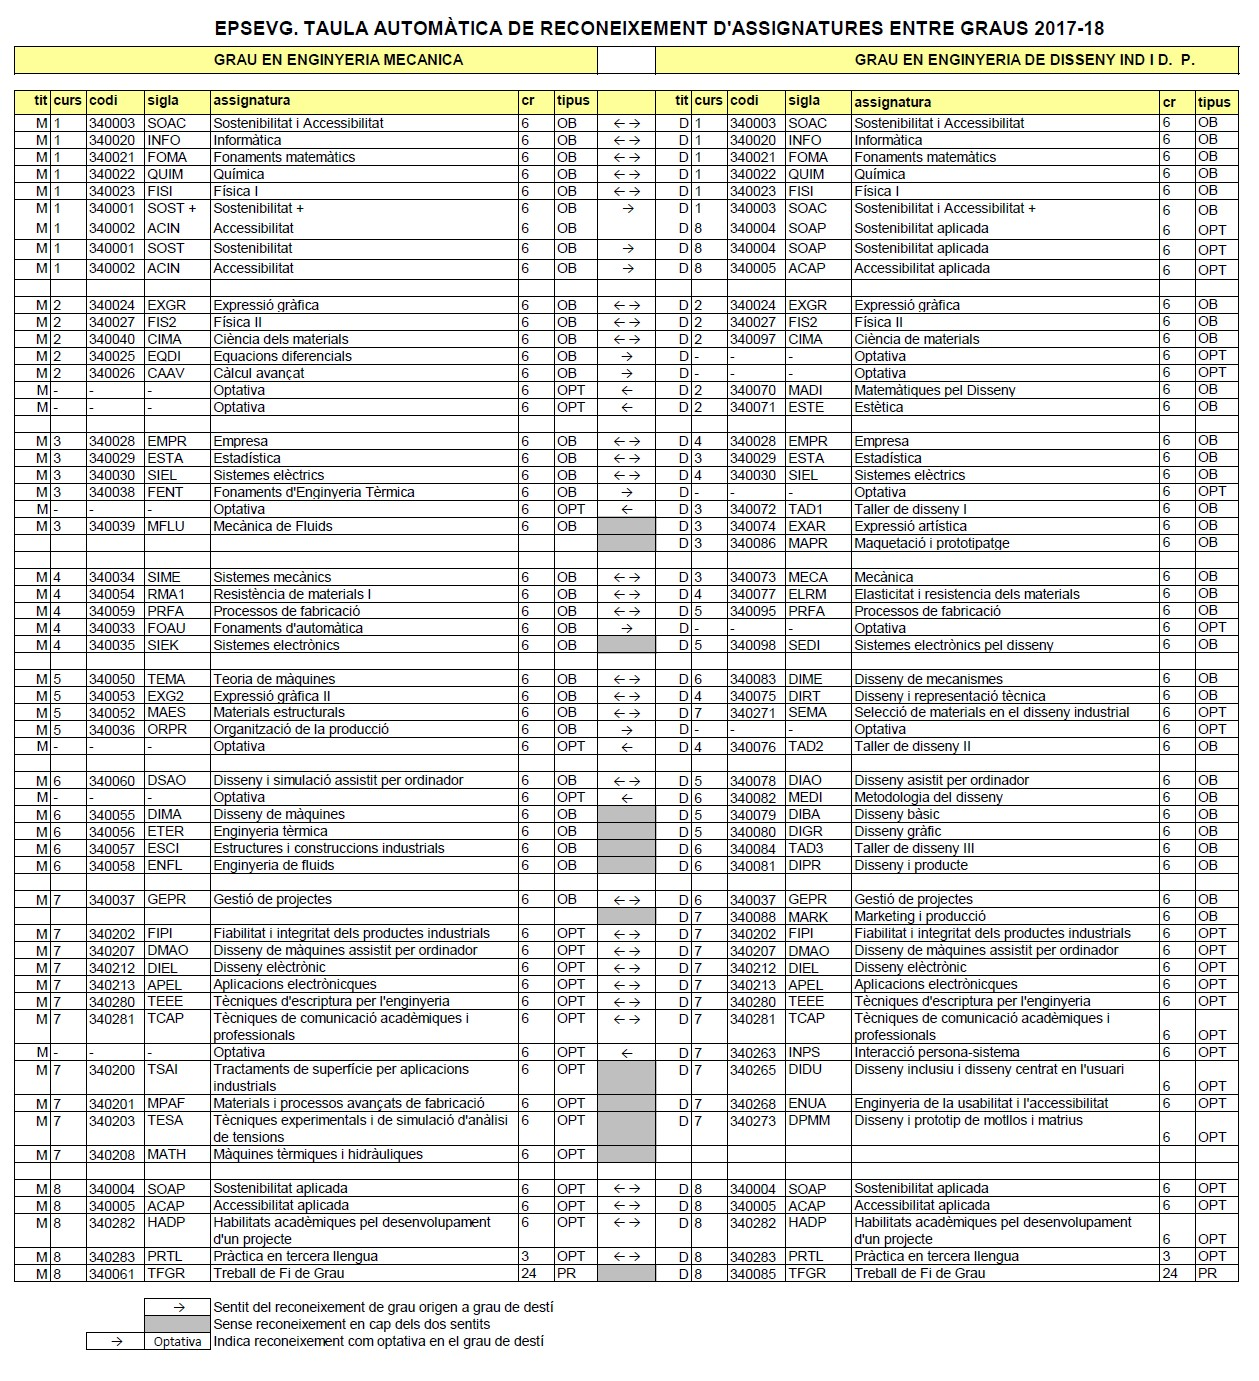 EPSEVG. TAULA AUTOMÀTICA DE RECONEIXEMENT D'ASSIGNATURES ENTRE GRAUS 2017-18
GRAU EN ENGINYERIA MECANICA GRAU EN ENGINYERIA DE DISSENY IND I D. P.
tit curs codi sigla assignatura cr tipus tit curs codi sigla assignatura cr tipus
M 1 340003 SOAC Sostenibilitat i Accessibilitat 6 OB ←→ D 1 340003 SOAC Sostenibilitat i Accessibilitat 6 OB
M 1 340020 INFO Informàtica 6 OB ←→ D 1 340020 INFO Informàtica 6 OB
M 1 340021 FOMA Fonaments matemàtics 6 OB ←→ D 1 340021 FOMA Fonaments matemàtics 6 OB
M 1 340022 QUIM Química 6 OB ←→ D 1 340022 QUIM Química 6 OB
M 1 340023 FISI Física I 6 OB ←→ D 1 340023 FISI Física I 6 OB
M 1 340001 SOST + Sostenibilitat + 6 OB → D 1 340003 SOAC Sostenibilitat i Accessibilitat + 6 OB
M 1 340002 ACIN Accessibilitat 6 OB D 8 340004 SOAP Sostenibilitat aplicada 6 OPT
M 1 340001 SOST Sostenibilitat 6 OB → D 8 340004 SOAP Sostenibilitat aplicada 6 OPT
M 1 340002 ACIN Accessibilitat 6 OB → D 8 340005 ACAP Accessibilitat aplicada 6 OPT
M 2 340024 EXGR Expressió gràfica 6 OB ←→ D 2 340024 EXGR Expressió gràfica 6 OB
M 2 340027 FIS2 Física II 6 OB ←→ D 2 340027 FIS2 Física II 6 OB
M 2 340040 CIMA Ciència dels materials 6 OB ←→ D 2 340097 CIMA Ciència de materials 6 OB
M 2 340025 EQDI Equacions diferencials 6 OB → D - - - Optativa 6 OPT
M 2 340026 CAAV Càlcul avançat 6 OB → D - - - Optativa 6 OPT
M - - - Optativa 6 OPT ← D 2 340070 MADI Matemàtiques pel Disseny 6 OB
M - - - Optativa 6 OPT ← D 2 340071 ESTE Estètica 6 OB
M 3 340028 EMPR Empresa 6 OB ←→ D 4 340028 EMPR Empresa 6 OB
M 3 340029 ESTA Estadística 6 OB ←→ D 3 340029 ESTA Estadística 6 OB
M 3 340030 SIEL Sistemes elèctrics 6 OB ←→ D 4 340030 SIEL Sistemes elèctrics 6 OB
M 3 340038 FENT Fonaments d'Enginyeria Tèrmica 6 OB → D - - - Optativa 6 OPT
M - - - Optativa 6 OPT ← D 3 340072 TAD1 Taller de disseny I 6 OB
M 3 340039 MFLU Mecànica de Fluids 6 OB D 3 340074 EXAR Expressió artística 6 OB
D 3 340086 MAPR Maquetació i prototipatge 6 OB
M 4 340034 SIME Sistemes mecànics 6 OB ←→ D 3 340073 MECA Mecànica 6 OB
M 4 340054 RMA1 Resistència de materials I 6 OB ←→ D 4 340077 ELRM Elasticitat i resistencia dels materials 6 OB
M 4 340059 PRFA Processos de fabricació 6 OB ←→ D 5 340095 PRFA Processos de fabricació 6 OB
M 4 340033 FOAU Fonaments d'automàtica 6 OB → D - - - Optativa 6 OPT
M 4 340035 SIEK Sistemes electrònics 6 OB D 5 340098 SEDI Sistemes electrònics pel disseny 6 OB
M 5 340050 TEMA Teoria de màquines 6 OB ←→ D 6 340083 DIME Disseny de mecanismes 6 OB
M 5 340053 EXG2 Expressió gràfica II 6 OB ←→ D 4 340075 DIRT Disseny i representació tècnica 6 OB
M 5 340052 MAES Materials estructurals 6 OB ←→ D 7 340271 SEMA Selecció de materials en el disseny industrial 6 OPT
M 5 340036 ORPR Organització de la producció 6 OB → D - - - Optativa 6 OPT
M - - - Optativa 6 OPT ← D 4 340076 TAD2 Taller de disseny II 6 OB
M 6 340060 DSAO Disseny i simulació assistit per ordinador 6 OB ←→ D 5 340078 DIAO Disseny asistit per ordinador 6 OB
M - - - Optativa 6 OPT ← D 6 340082 MEDI Metodologia del disseny 6 OB
M 6 340055 DIMA Disseny de màquines 6 OB D 5 340079 DIBA Disseny bàsic 6 OB
M 6 340056 ETER Enginyeria tèrmica 6 OB D 5 340080 DIGR Disseny gràfic 6 OB
M 6 340057 ESCI Estructures i construccions industrials 6 OB D 6 340084 TAD3 Taller de disseny III 6 OB
M 6 340058 ENFL Enginyeria de fluids 6 OB D 6 340081 DIPR Disseny i producte 6 OB
M 7 340037 GEPR Gestió de projectes 6 OB ←→ D 6 340037 GEPR Gestió de projectes 6 OB
D 7 340088 MARK Marketing i producció 6 OB
M 7 340202 FIPI Fiabilitat i integritat dels productes industrials 6 OPT ←→ D 7 340202 FIPI Fiabilitat i integritat dels productes industrials 6 OPT
M 7 340207 DMAO Disseny de màquines assistit per ordinador 6 OPT ←→ D 7 340207 DMAO Disseny de màquines assistit per ordinador 6 OPT
M 7 340212 DIEL Disseny elèctrònic 6 OPT ←→ D 7 340212 DIEL Disseny elèctrònic 6 OPT
M 7 340213 APEL Aplicacions electrònicques 6 OPT ←→ D 7 340213 APEL Aplicacions electrònicques 6 OPT
M 7 340280 TEEE Tècniques d'escriptura per l'enginyeria 6 OPT ←→ D 7 340280 TEEE Tècniques d'escriptura per l'enginyeria 6 OPT
M 7 340281 TCAP Tècniques de comunicació acadèmiques i 6 OPT ←→ D 7 340281 TCAP Tècniques de comunicació acadèmiques i
professionals professionals 6 OPT
M - - - Optativa 6 OPT ← D 7 340263 INPS Interacció persona-sistema 6 OPT
M 7 340200 TSAI Tractaments de superfície per aplicacions 6 OPT D 7 340265 DIDU Disseny inclusiu i disseny centrat en l'usuari
industrials 6 OPT
M 7 340201 MPAF Materials i processos avançats de fabricació 6 OPT D 7 340268 ENUA Enginyeria de la usabilitat i l'accessibilitat 6 OPT
M 7 340203 TESA Tècniques experimentals i de simulació d'anàlisi 6 OPT D 7 340273 DPMM Disseny i prototip de motllos i matrius
de tensions 6 OPT
M 7 340208 MATH Màquines tèrmiques i hidràuliques 6 OPT
M 8 340004 SOAP Sostenibilitat aplicada 6 OPT ←→ D 8 340004 SOAP Sostenibilitat aplicada 6 OPT
M 8 340005 ACAP Accessibilitat aplicada 6 OPT ←→ D 8 340005 ACAP Accessibilitat aplicada 6 OPT
M 8 340282 HADP Habilitats acadèmiques pel desenvolupament 6 OPT ←→ D 8 340282 HADP Habilitats acadèmiques pel desenvolupament
d'un projecte d'un projecte 6 OPT
M 8 340283 PRTL Pràctica en tercera llengua 3 OPT ←→ D 8 340283 PRTL Pràctica en tercera llengua 3 OPT
M 8 340061 TFGR Treball de Fi de Grau 24 PR D 8 340085 TFGR Treball de Fi de Grau 24 PR
→ Sentit del reconeixement de grau origen a grau de destí
Sense reconeixement en cap dels dos sentits
→ Optativa Indica reconeixement com optativa en el grau de destí